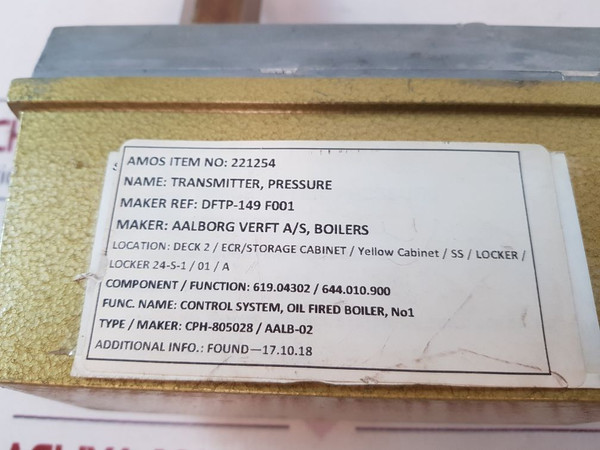 AMOS ITEM NO: 221254
NAME: TRANSMITTER, PRESSURE
MAKER REF: DFTP-149 F001
MAKER: AALBORG VERFT A/S, BOILERS
LOCATION: DECK 2 / ECR/STORAGE CABINET / Yellow Cabinet / SS / LOCKER /
LOCKER 24-S-1 / 01 / A
COMPONENT / FUNCTION: 619.04302 / 644.010.900
FUNC. NAME: CONTROL SYSTEM, OIL FIRED BOILER, No1
TYPE / MAKER: CPH-805028 / AALB-02
ADDITIONAL INFO.: FOUND—17.10.18